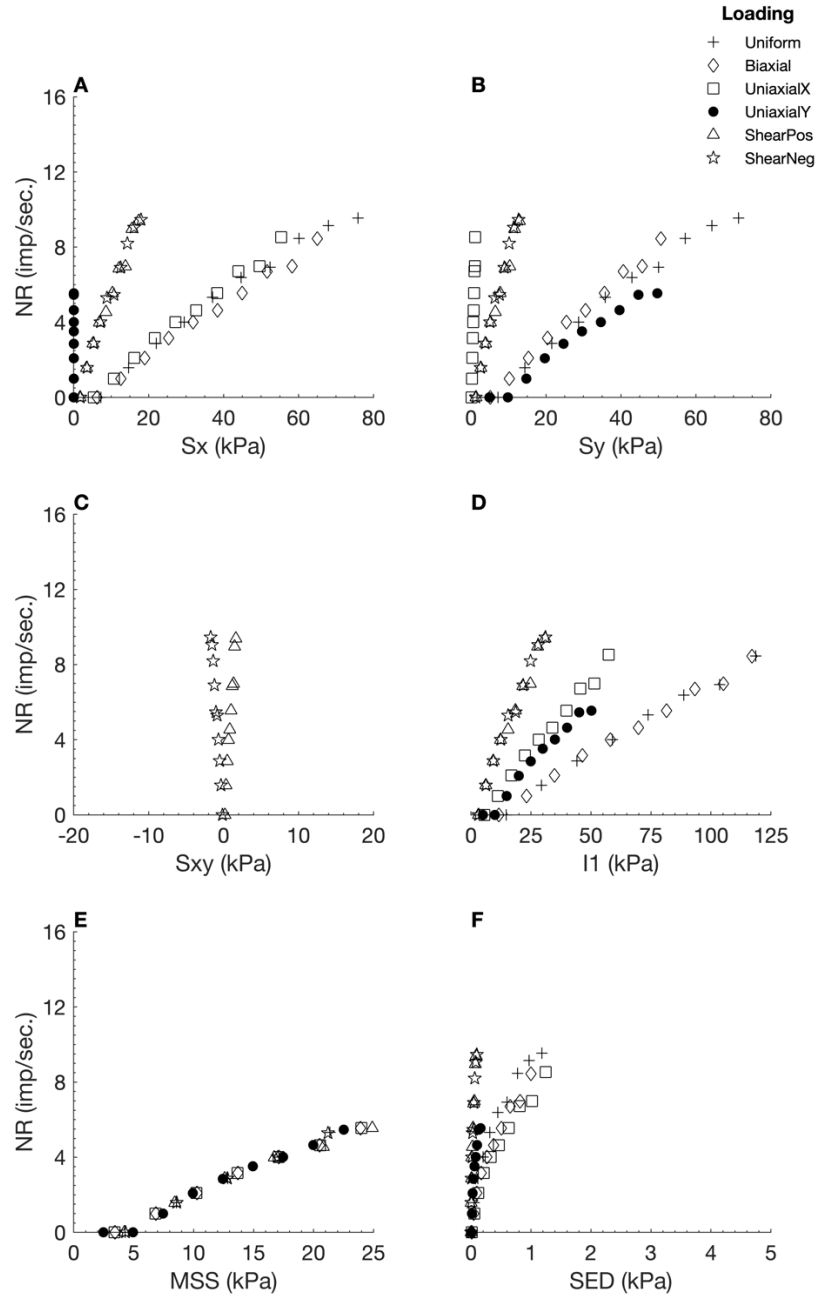 Loading
Uniform
Biaxial
UniaxialX
UniaxialY
ShearPos
ShearNeg
A
16
12
8
4
0
NR (imp/sec.)
0 20 40 60 80
Sx (kPa)
B
16
12
8
4
0
0 20 40 60 80
Sy (kPa)
C
16
12
8
4
0
NR (imp/sec.)
-20 -10 0 10 20
Sxy (kPa)
D
16
12
8
4
0
0 25 50 75 100 125
I1 (kPa)
E
16
12
8
4
0
NR (imp/sec.)
0 5 10 15 20 25
MSS (kPa)
F
16
12
8
4
0
0 1 2 3 4 5
SED (kPa)